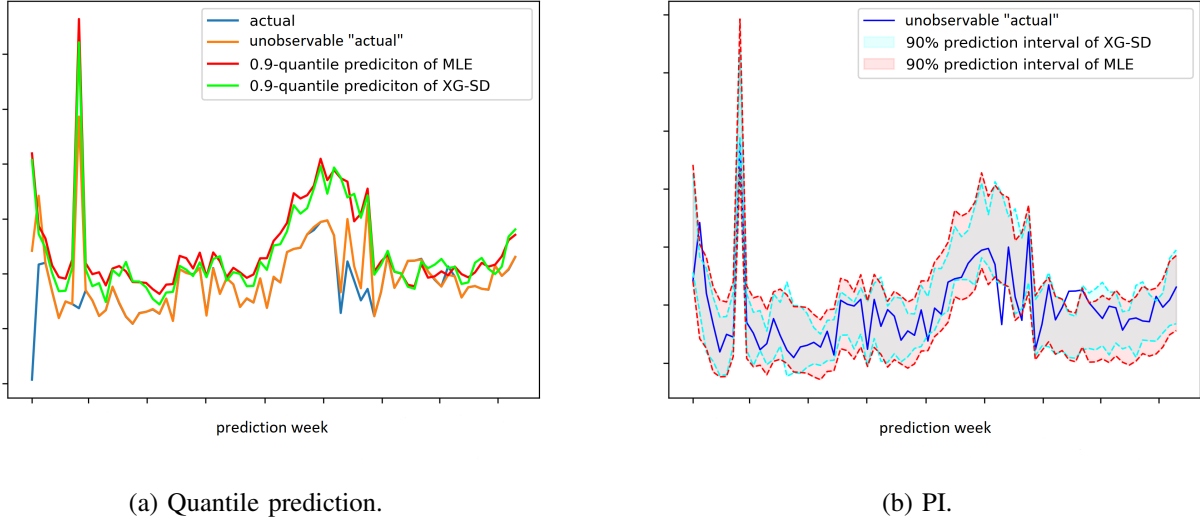 actual
unobservable "actual"
0.9-quantile prediciton of MLE
0.9-quantile prediciton of XG-SD
prediction week
(a) Quantile prediction.
unobservable "actual"
90% prediction interval of XG-SD
90% prediction interval of MLE
prediction week
(b) PI.